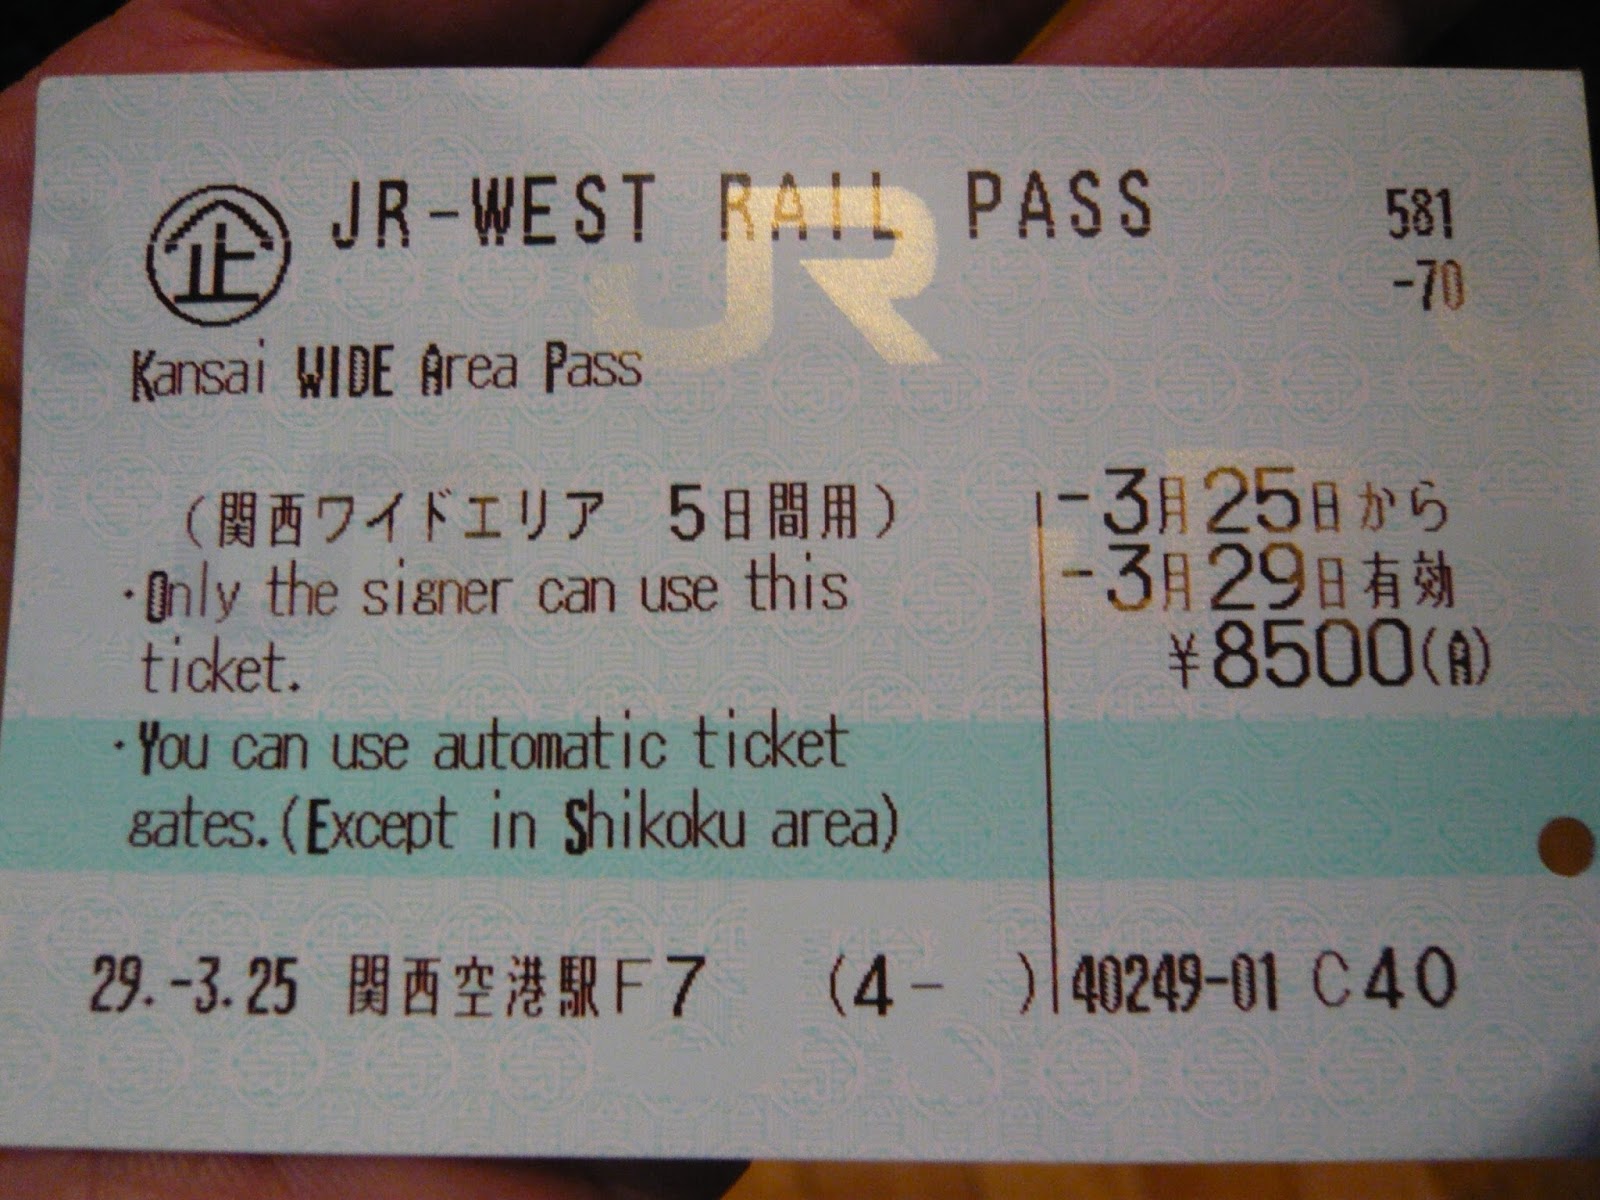 企 JR-WEST RAIL PASS
581
-70
JR
Kansai WIDE Area Pass
(関西ワイドエリア 5日間用)
・Only the signer can use this
ticket.
・You can use automatic ticket
gates.(Except in Shikoku area)
-3月25日から
-3月29日有効
¥8500(A)
29.-3.25 関西空港駅F7 (4- ) 40249-01 C40